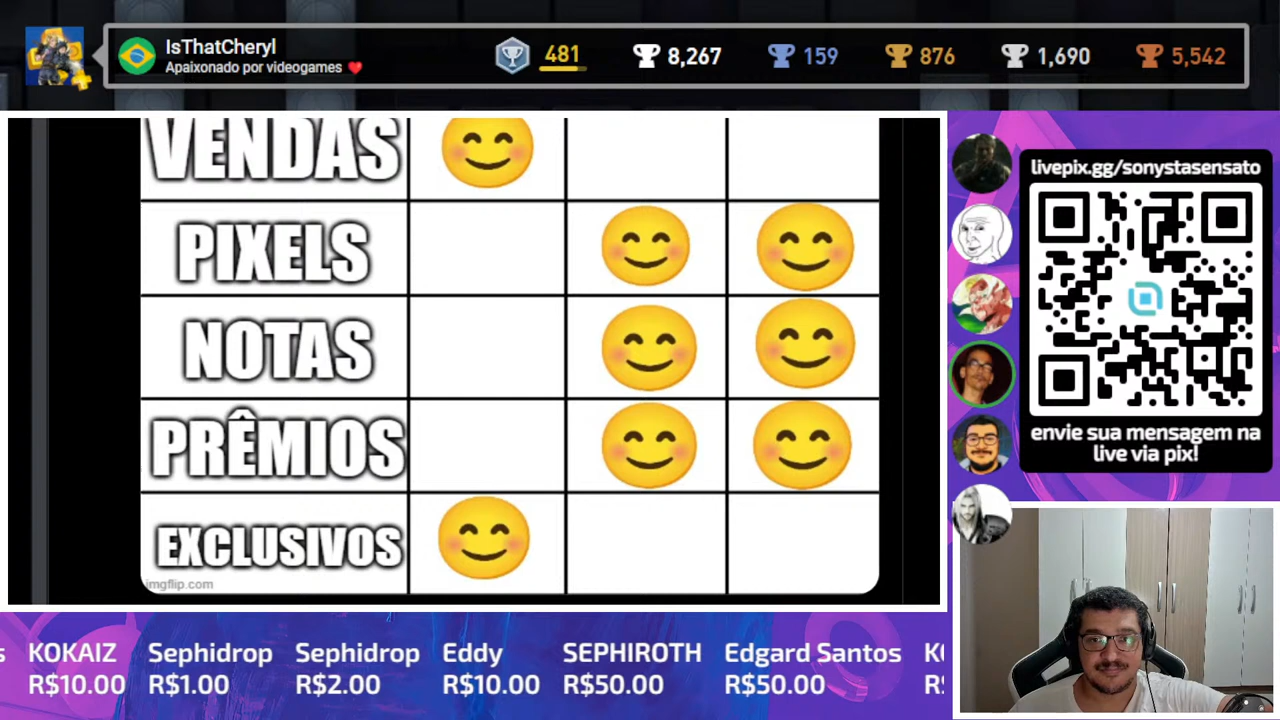 IsThatCheryl
Apaixonado por videogames ❤️
481
8,267
159
876
1,690
5,542
VENDAS
PIXELS
NOTAS
PRÊMIOS
EXCLUSIVOS
imgflip.com
livepix.gg/sonystasensato
envie sua mensagem na
live via pix!
s KOKAIZ Sephidrop Sephidrop Eddy SEPHIROTH Edgard Santos
R$10.00 R$1.00 R$2.00 R$10.00 R$50.00 R$50.00